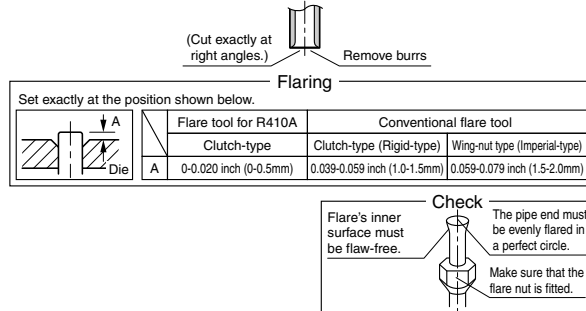 (Cut exactly at
right angles.)
Remove burrs
Flaring
Set exactly at the position shown below.
A
Die
Flare tool for R410A
Conventional flare tool
Clutch-type
Clutch-type (Rigid-type)
Wing-nut type (Imperial-type)
A
0-0.020 inch (0-0.5mm)
0.039-0.059 inch (1.0-1.5mm)
0.059-0.079 inch (1.5-2.0mm)
Check
Flare's inner
surface must
be flaw-free.
The pipe end must
be evenly flared in
a perfect circle.
Make sure that the
flare nut is fitted.